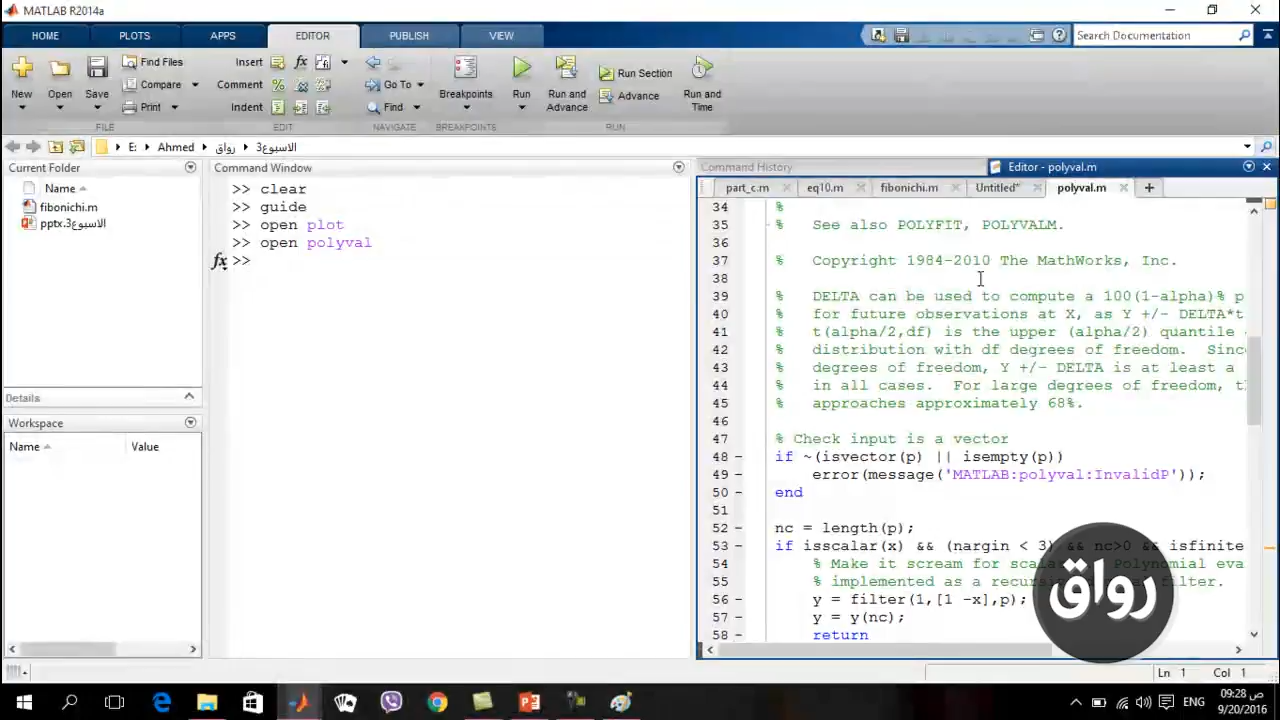 MATLAB R2014a
HOME PLOTS APPS EDITOR PUBLISH VIEW Search Documentation
New Open Save Find Files Compare Print Insert fx Comment Indent Go To Find Breakpoints Run Run and Advance Run Section Advance Run and Time
FILE EDIT NAVIGATE BREAKPOINTS RUN
E: Ahmed رواق الاسبوع3
Current Folder
Name
fibonichi.m
الاسبوع3.pptx
Details
Workspace
Name Value
Command Window
>> clear
>> guide
>> open plot
>> open polyval
fx >>
Command History Editor - polyval.m
part_c.m eq10.m fibonichi.m Untitled* polyval.m
34 %
35 % See also POLYFIT, POLYVALM.
36
37 % Copyright 1984-2010 The MathWorks, Inc.
38
39 % DELTA can be used to compute a 100(1-alpha)% p
40 % for future observations at X, as Y +/- DELTA*t
41 % t(alpha/2,df) is the upper (alpha/2) quantile
42 % distribution with df degrees of freedom. Sinc
43 % degrees of freedom, Y +/- DELTA is at least a
44 % in all cases. For large degrees of freedom, t
45 % approaches approximately 68%.
46
47 % Check input is a vector
48 if ~(isvector(p) || isempty(p))
49 error(message('MATLAB:polyval:InvalidP'));
50 end
51
52 nc = length(p);
53 if isscalar(x) && (nargin < 3) && nc>0 && isfinite
54 % Make it scream for scala Polynomial eva
55 % implemented as a recurs filter.
56 y = filter(1,[1 -x],p);
57 y = y(nc);
58 return
رواق
Ln 1 Col 1
ENG 09:28 ص
9/20/2016